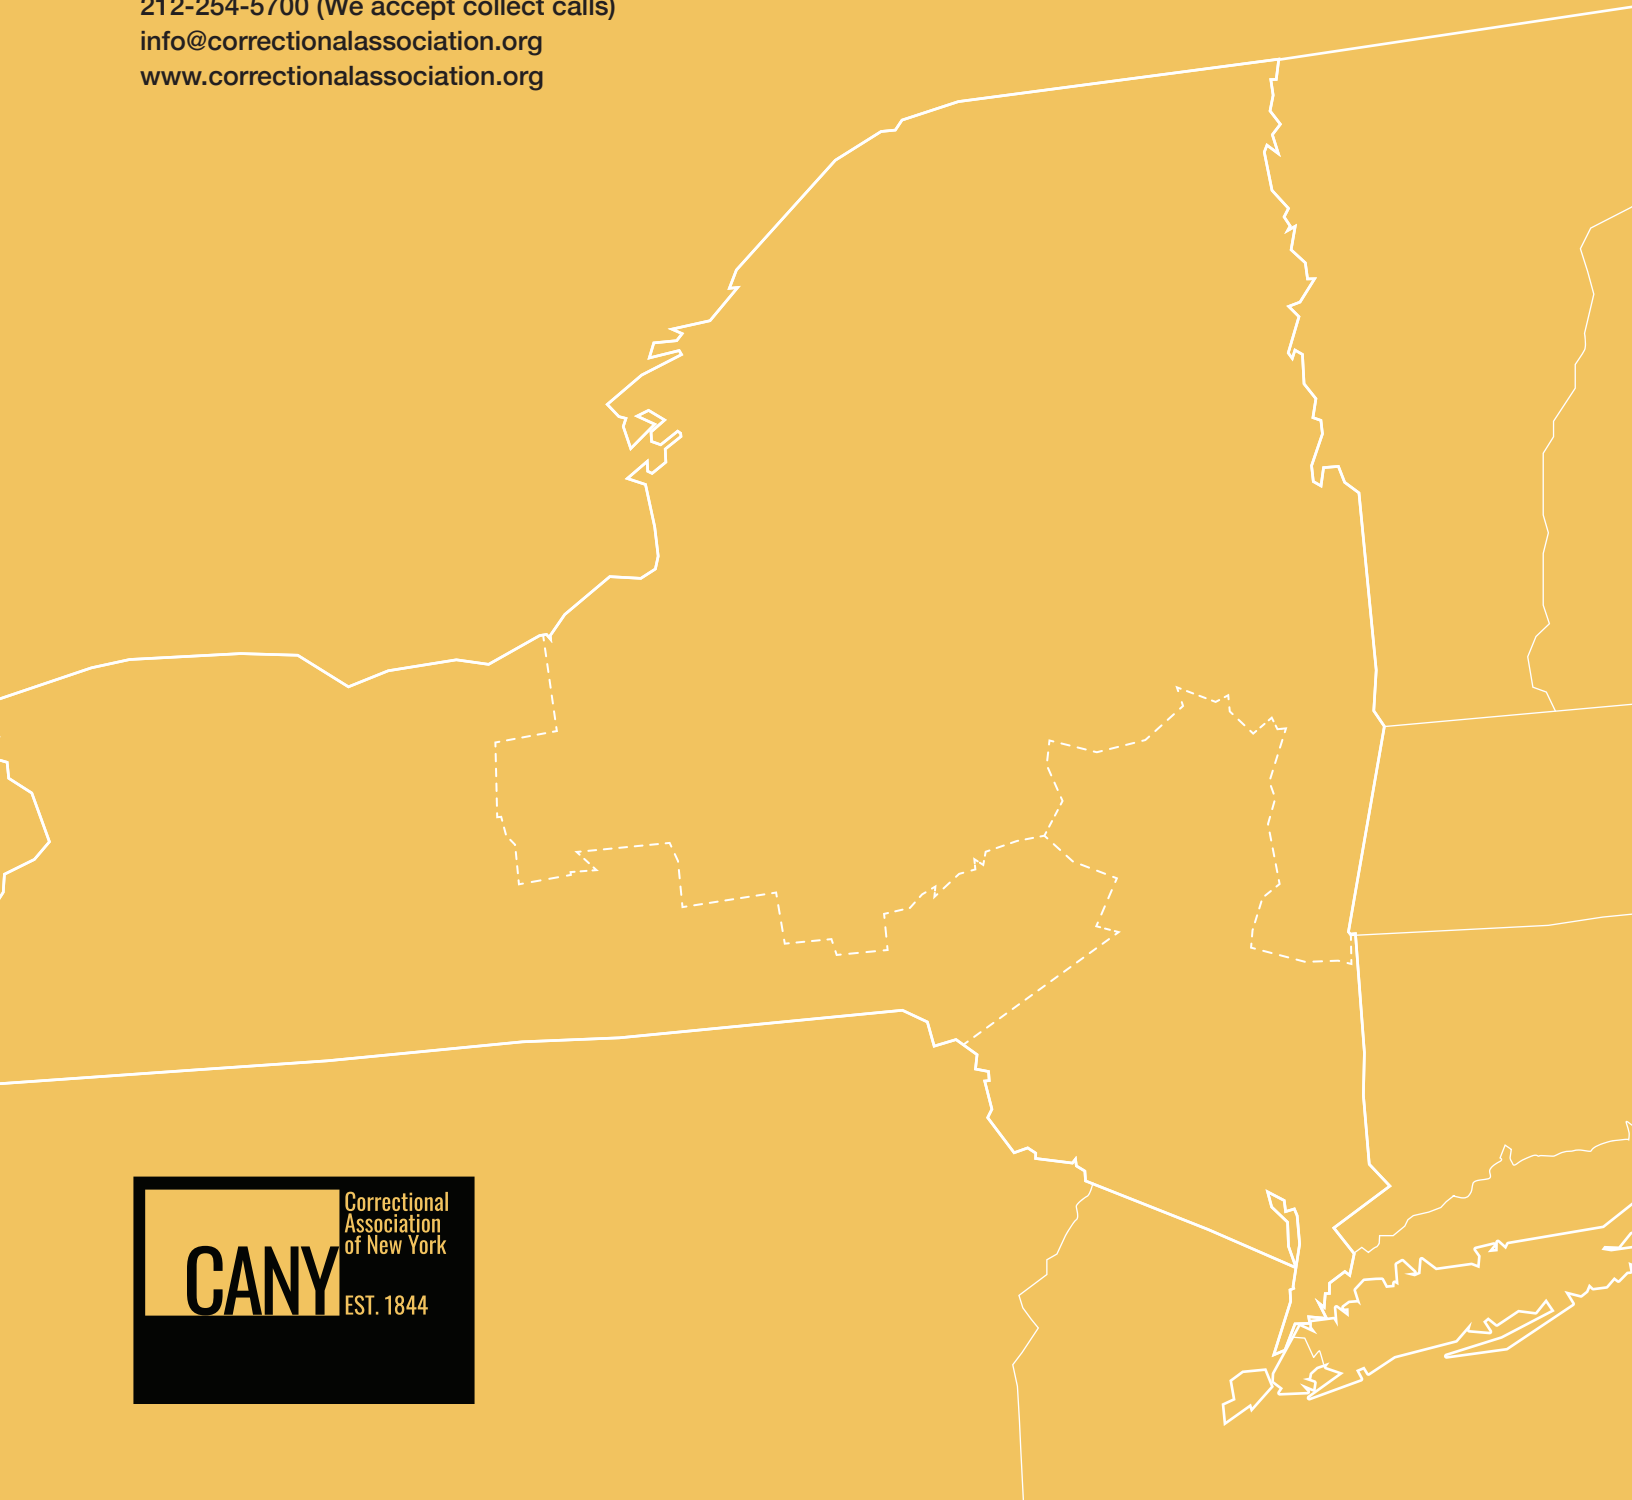 212-254-5700 (We accept collect calls)
info@correctionalassociation.org
www.correctionalassociation.org
Correctional
Association
of New York
CANY
EST. 1844